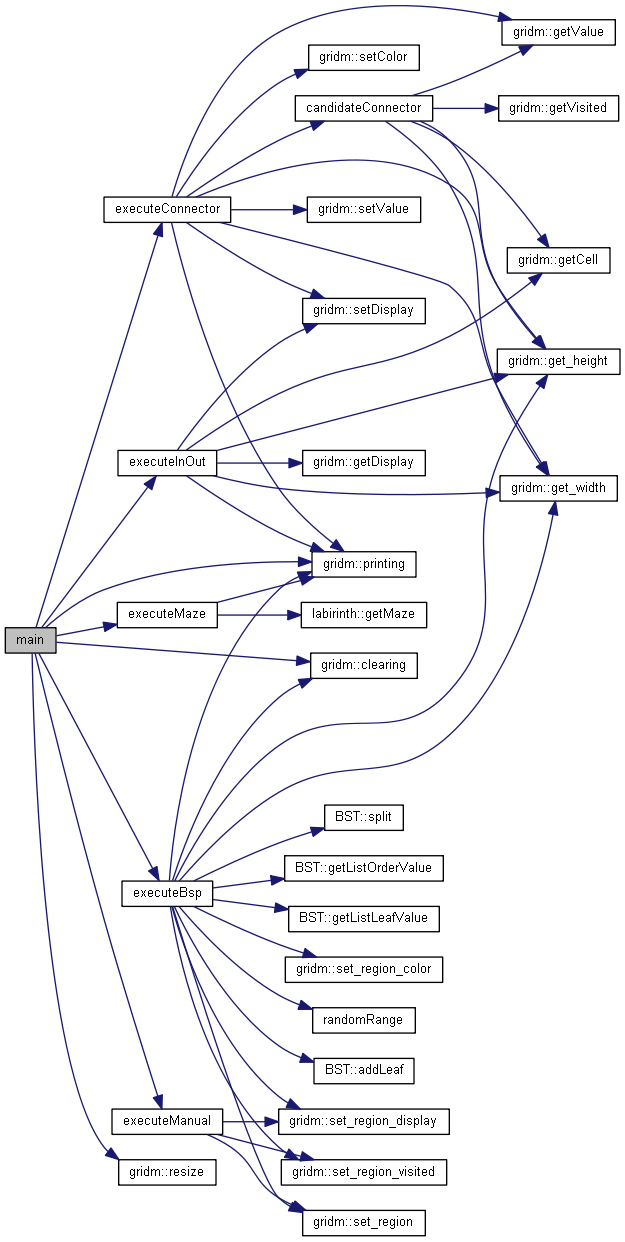 gridm::getValue
gridm::setColor
candidateConnector
gridm::getVisited
executeConnector
gridm::setValue
gridm::getCell
gridm::setDisplay
gridm::get_height
executeInOut
gridm::getDisplay
gridm::get_width
gridm::printing
executeMaze
labirinth::getMaze
main
gridm::clearing
BST::split
BST::getListOrderValue
executeBsp
BST::getListLeafValue
gridm::set_region_color
randomRange
BST::addLeaf
executeManual
gridm::set_region_display
gridm::resize
gridm::set_region_visited
gridm::set_region